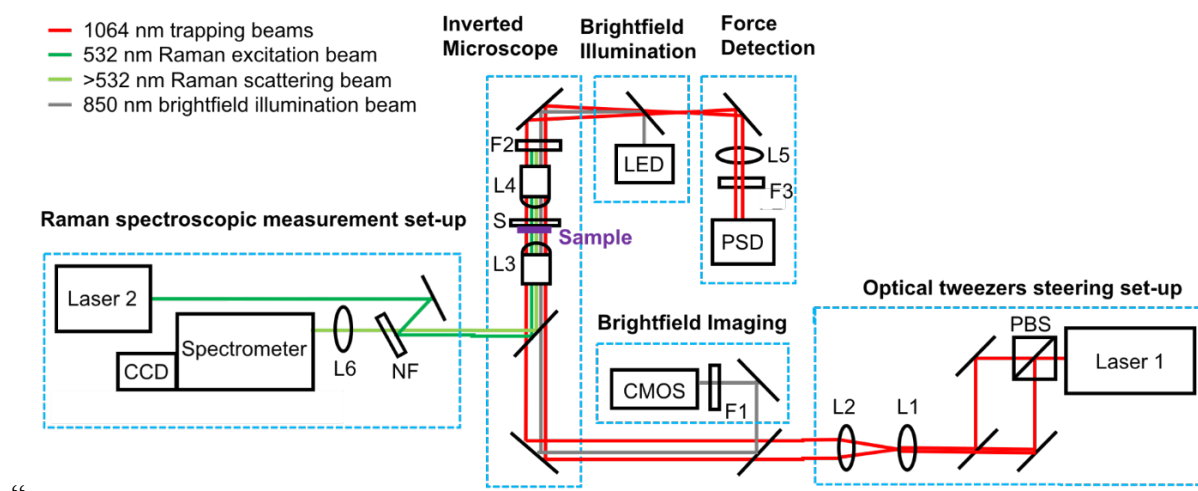 1064 nm trapping beams
532 nm Raman excitation beam
>532 nm Raman scattering beam
850 nm brightfield illumination beam
Inverted
Microscope
Brightfield
Illumination
Force
Detection
F2
L4
S
Sample
L3
LED
L5
F3
PSD
Raman spectroscopic measurement set-up
Laser 2
Spectrometer
CCD
L6
NF
Brightfield Imaging
CMOS
F1
Optical tweezers steering set-up
PBS
Laser 1
L2
L1
“